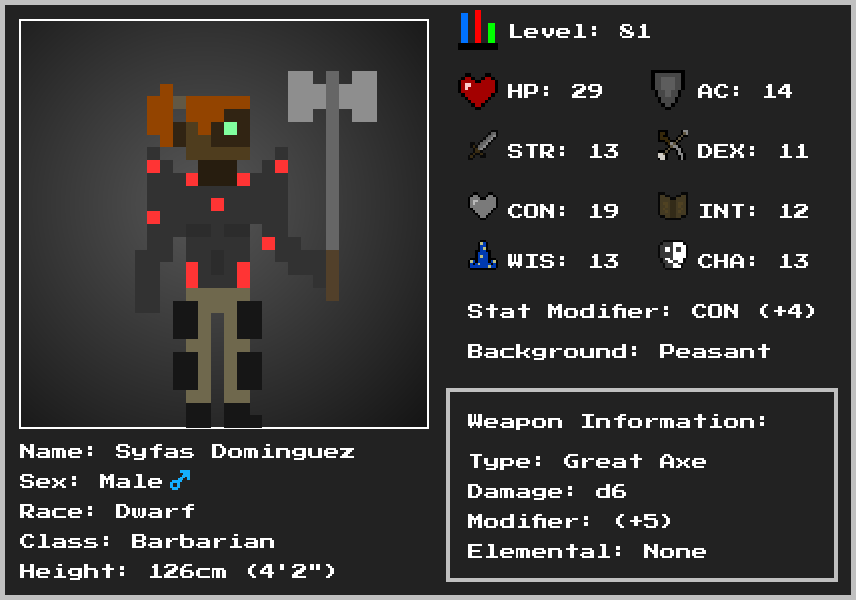 Level: 81
HP: 29
AC: 14
STR: 13
DEX: 11
CON: 19
INT: 12
WIS: 13
CHA: 13
Stat Modifier: CON (+4)
Background: Peasant
Weapon Information:
Type: Great Axe
Damage: d6
Modifier: (+5)
Elemental: None
Name: Syfas Dominguez
Sex: Male ♂
Race: Dwarf
Class: Barbarian
Height: 126cm (4'2")